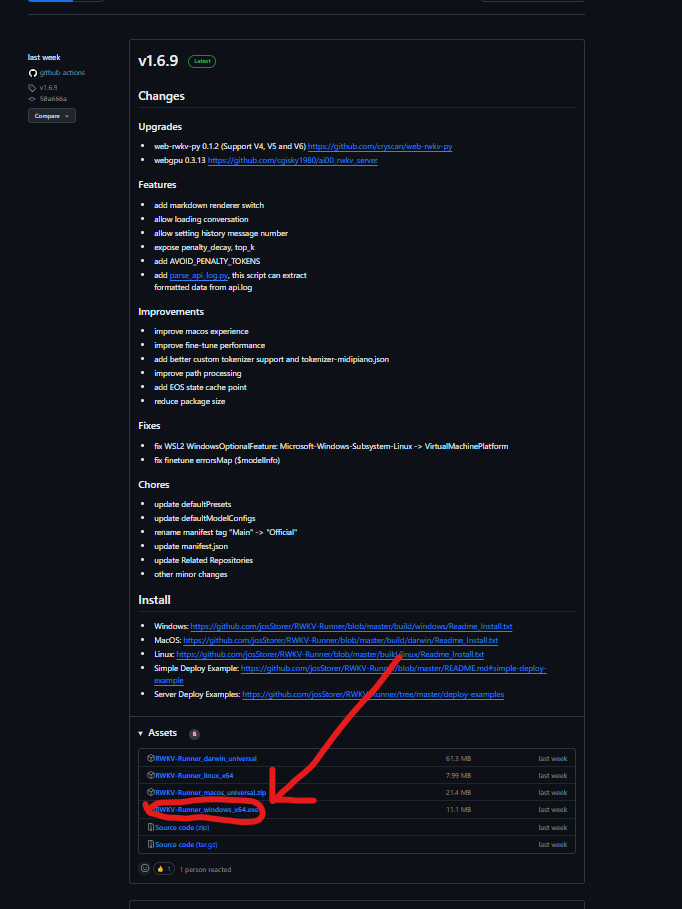 last week
github-actions
v1.6.9
58a666a
Compare
v1.6.9 Latest
Changes
Upgrades
web-rwkv-py 0.1.2 (Support V4, V5 and V6) https://github.com/cryscan/web-rwkv-py
webgpu 0.3.13 https://github.com/cgisky1980/ai00_rwkv_server
Features
add markdown renderer switch
allow loading conversation
allow setting history message number
expose penalty_decay, top_k
add AVOID_PENALTY_TOKENS
add parse_api_log.py, this script can extract
formatted data from api.log
Improvements
improve macos experience
improve fine-tune performance
add better custom tokenizer support and tokenizer-midipiano.json
improve path processing
add EOS state cache point
reduce package size
Fixes
fix WSL2 WindowsOptionalFeature: Microsoft-Windows-Subsystem-Linux -> VirtualMachinePlatform
fix finetune errorsMap ($modelInfo)
Chores
update defaultPresets
update defaultModelConfigs
rename manifest tag "Main" -> "Official"
update manifest.json
update Related Repositories
other minor changes
Install
Windows: https://github.com/josStorer/RWKV-Runner/blob/master/build/windows/Readme_Install.txt
MacOS: https://github.com/josStorer/RWKV-Runner/blob/master/build/darwin/Readme_Install.txt
Linux: https://github.com/josStorer/RWKV-Runner/blob/master/build/linux/Readme_Install.txt
Simple Deploy Example: https://github.com/josStorer/RWKV-Runner/blob/master/README.md#simple-deploy-
example
Server Deploy Examples: https://github.com/josStorer/RWKV-Runner/tree/master/deploy-examples
Assets 6
RWKV-Runner_darwin_universal 61.3 MB last week
RWKV-Runner_linux_x64 7.99 MB last week
RWKV-Runner_macos_universal.zip 21.4 MB last week
RWKV-Runner_windows_x64.exe 11.1 MB last week
Source code (zip) last week
Source code (tar.gz) last week
1 1 person reacted